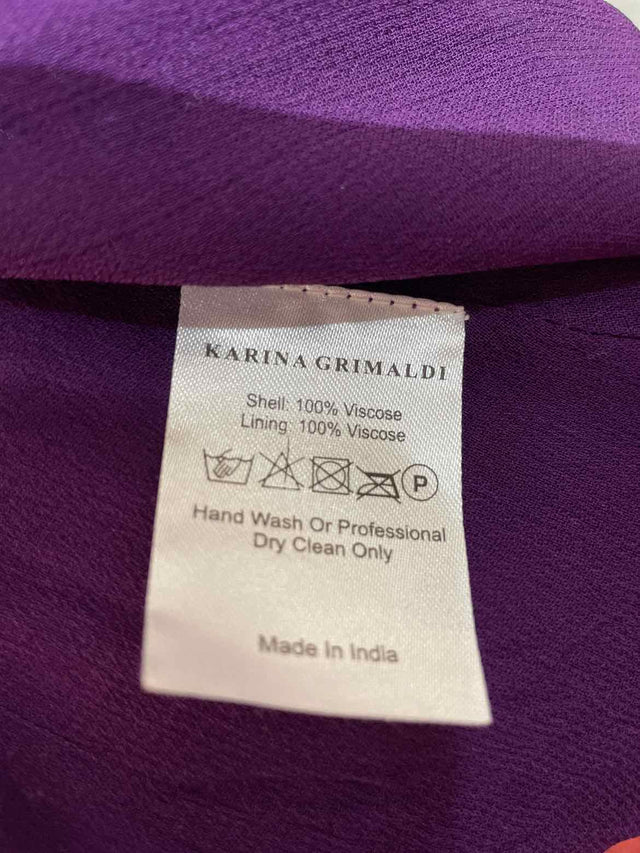 KARINA GRIMALDI
Shell: 100% Viscose
Lining: 100% Viscose
P
Hand Wash Or Professional
Dry Clean Only
Made In India